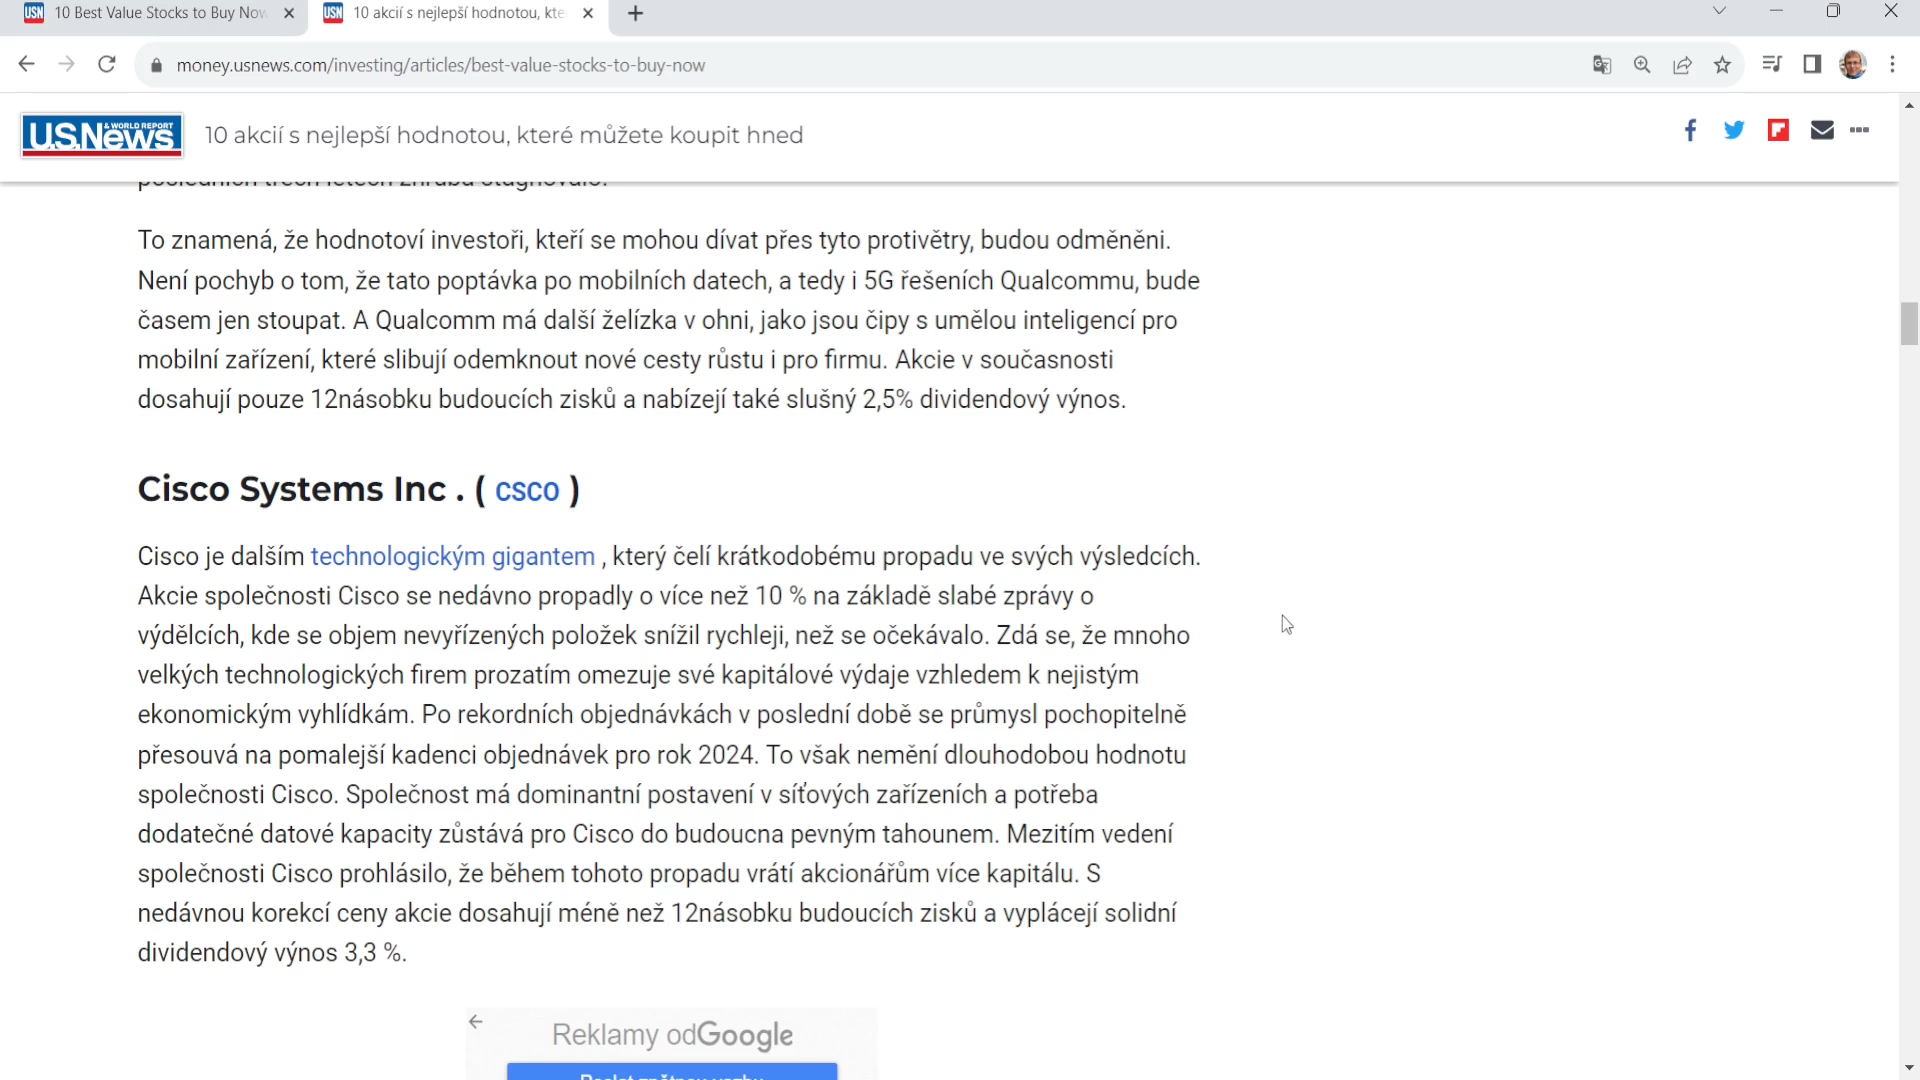 10 Best Value Stocks to Buy Now
10 akcií s nejlepší hodnotou, kte
money.usnews.com/investing/articles/best-value-stocks-to-buy-now
U.S.News & WORLD REPORT
10 akcií s nejlepší hodnotou, které můžete koupit hned
posledních třech letech zhruba stagnovalo.
To znamená, že hodnotoví investoři, kteří se mohou dívat přes tyto protivětry, budou odměněni.
Není pochyb o tom, že tato poptávka po mobilních datech, a tedy i 5G řešeních Qualcommu, bude
časem jen stoupat. A Qualcomm má další želízka v ohni, jako jsou čipy s umělou inteligencí pro
mobilní zařízení, které slibují odemknout nové cesty růstu i pro firmu. Akcie v současnosti
dosahují pouze 12násobku budoucích zisků a nabízejí také slušný 2,5% dividendový výnos.
Cisco Systems Inc . ( CSCO )
Cisco je dalším technologickým gigantem , který čelí krátkodobému propadu ve svých výsledcích.
Akcie společnosti Cisco se nedávno propadly o více než 10 % na základě slabé zprávy o
výdělcích, kde se objem nevyřízených položek snížil rychleji, než se očekávalo. Zdá se, že mnoho
velkých technologických firem prozatím omezuje své kapitálové výdaje vzhledem k nejistým
ekonomickým vyhlídkám. Po rekordních objednávkách v poslední době se průmysl pochopitelně
přesouvá na pomalejší kadenci objednávek pro rok 2024. To však nemění dlouhodobou hodnotu
společnosti Cisco. Společnost má dominantní postavení v síťových zařízeních a potřeba
dodatečné datové kapacity zůstává pro Cisco do budoucna pevným tahounem. Mezitím vedení
společnosti Cisco prohlásilo, že během tohoto propadu vrátí akcionářům více kapitálu. S
nedávnou korekcí ceny akcie dosahují méně než 12násobku budoucích zisků a vyplácejí solidní
dividendový výnos 3,3 %.
Reklamy odGoogle